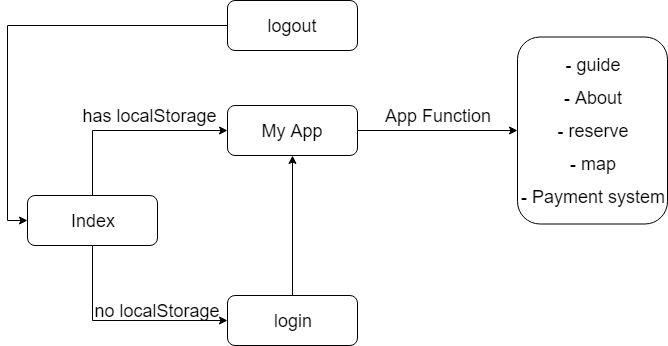 logout
has localStorage
My App
App Function
- guide
- About
- reserve
- map
- Payment system
Index
no localStorage
login